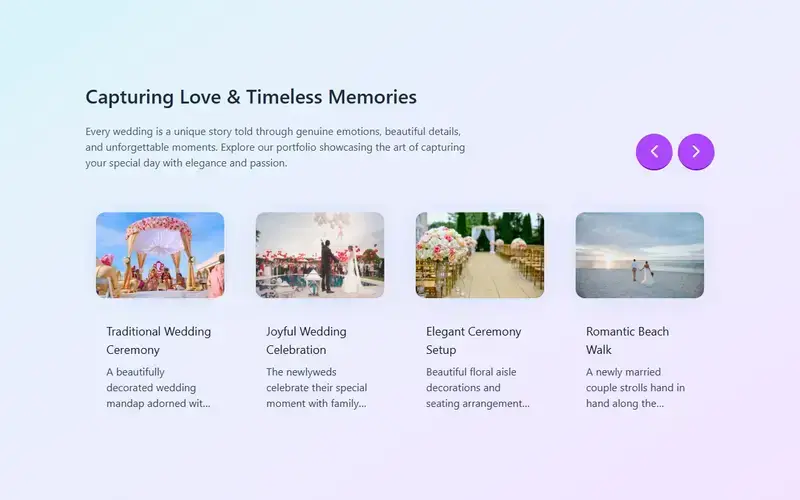 Capturing Love & Timeless Memories
Every wedding is a unique story told through genuine emotions, beautiful details,
and unforgettable moments. Explore our portfolio showcasing the art of capturing
your special day with elegance and passion.
Traditional Wedding
Ceremony
A beautifully
decorated wedding
mandap adorned wit...
Joyful Wedding
Celebration
The newlyweds
celebrate their special
moment with family...
Elegant Ceremony
Setup
Beautiful floral aisle
decorations and
seating arrangement...
Romantic Beach
Walk
A newly married
couple strolls hand in
hand along the...